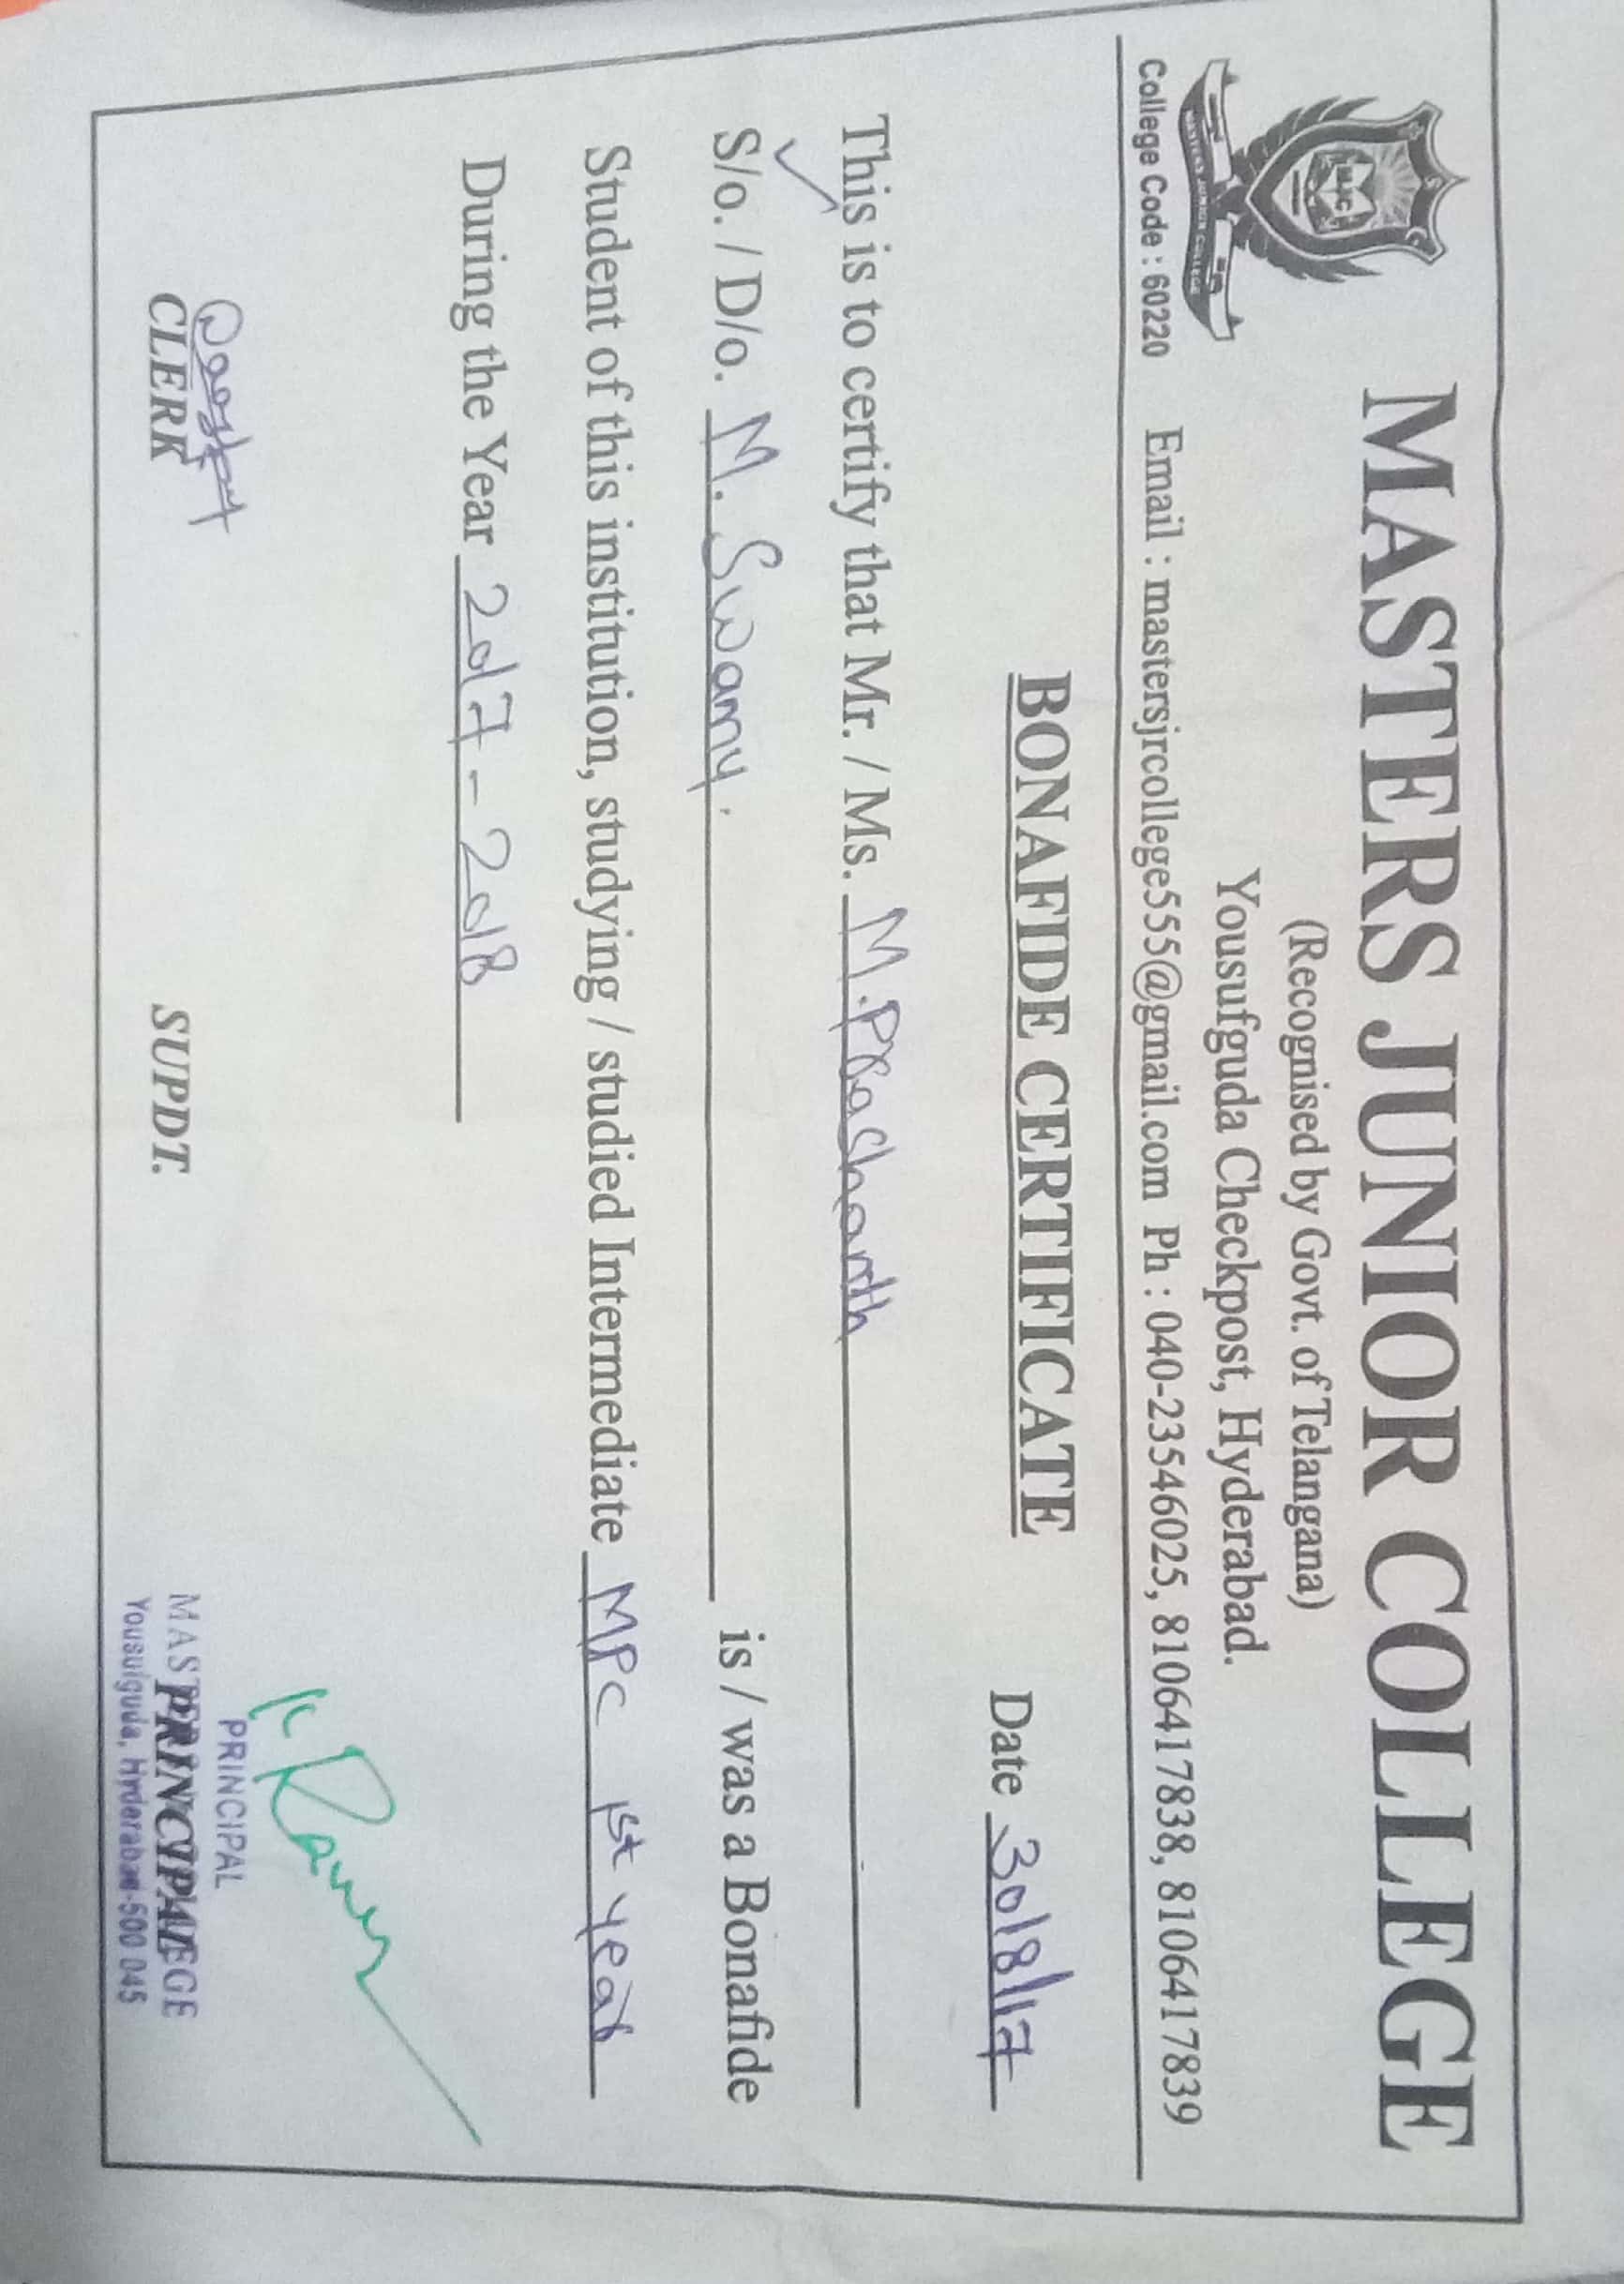 MASTERS JUNIOR COLLEGE
(Recognised by Govt. of Telangana)
Yousufguda Checkpost, Hyderabad.
College Code : 60220 Email : mastersjrcollege555@gmail.com Ph : 040-23546025, 8106417838, 8106417839
BONAFIDE CERTIFICATE
Date 30/8/17
This is to certify that Mr. / Ms. M. Prashanth
S/o. / D/o. M. Swamy. is / was a Bonafide
Student of this institution, studying / studied Intermediate MPC 1st year
During the Year 2017 - 2018
PRINCIPAL
CLERK SUPDT. PRINCIPAL
Yousufguda, Hyderabad-500 045